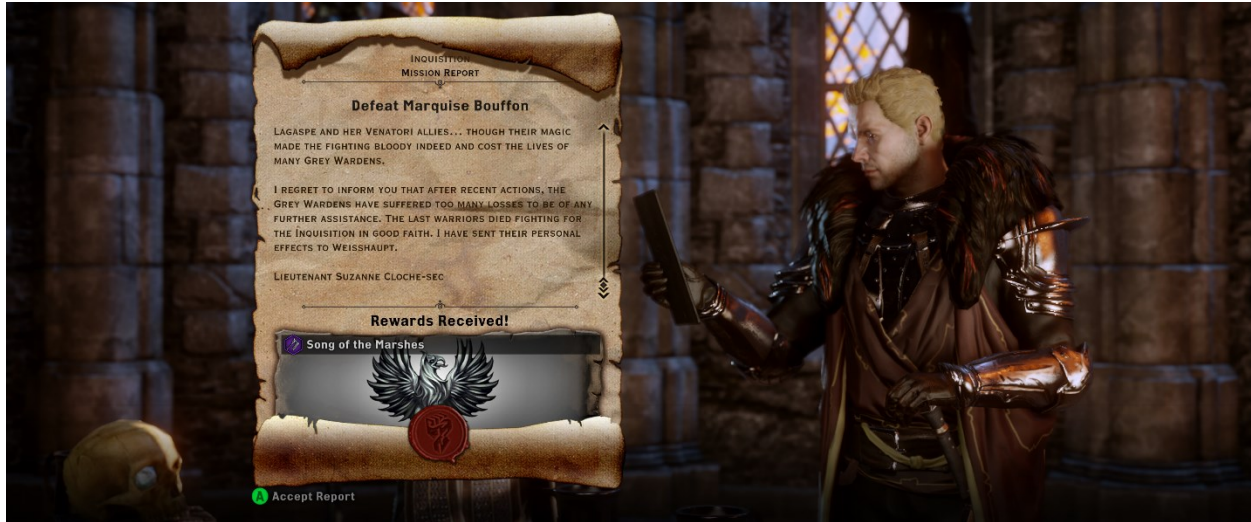 Inquisition
Mission Report
Defeat Marquise Bouffon
Lagaspe and her Venatori allies... though their magic
made the fighting bloody indeed and cost the lives of
many Grey Wardens.
I regret to inform you that after recent actions, the
Grey Wardens have suffered too many losses to be of any
further assistance. The last warriors died fighting for
the Inquisition in good faith. I have sent their personal
effects to Weisshaupt.
Lieutenant Suzanne Cloche-sec
Rewards Received!
Song of the Marshes
A Accept Report